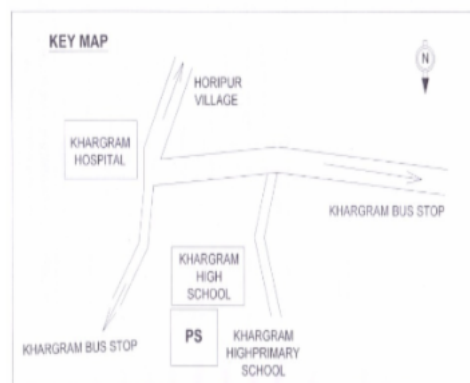 KEY MAP
N
HORIPUR
VILLAGE
KHARGRAM
HOSPITAL
KHARGRAM BUS STOP
KHARGRAM
HIGH
SCHOOL
PS
KHARGRAM BUS STOP
KHARGRAM
HIGHPRIMARY
SCHOOL